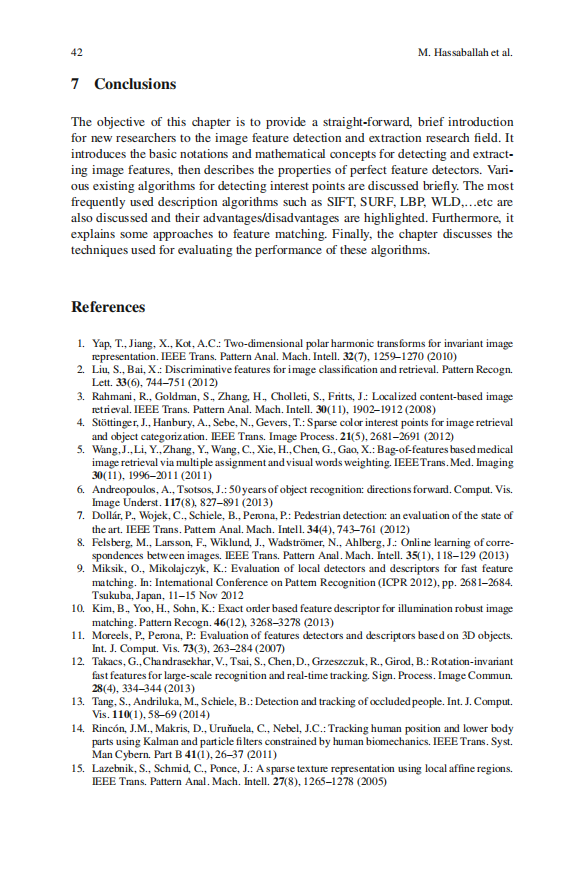 42
M. Hassaballah et al.
7 Conclusions
The objective of this chapter is to provide a straight-forward, brief introduction
for new researchers to the image feature detection and extraction research field. It
introduces the basic notations and mathematical concepts for detecting and extract-
ing image features, then describes the properties of perfect feature detectors. Vari-
ous existing algorithms for detecting interest points are discussed briefly. The most
frequently used description algorithms such as SIFT, SURF, LBP, WLD,...etc are
also discussed and their advantages/disadvantages are highlighted. Furthermore, it
explains some approaches to feature matching. Finally, the chapter discusses the
techniques used for evaluating the performance of these algorithms.
References
1. Yap, T., Jiang, X., Kot, A.C.: Two-dimensional polar harmonic transforms for invariant image
representation. IEEE Trans. Pattern Anal. Mach. Intell. 32(7), 1259–1270 (2010)
2. Liu, S., Bai, X.: Discriminative features for image classification and retrieval. Pattern Recogn.
Lett. 33(6), 744–751 (2012)
3. Rahmani, R., Goldman, S., Zhang, H., Cholleti, S., Fritts, J.: Localized content-based image
retrieval. IEEE Trans. Pattern Anal. Mach. Intell. 30(11), 1902–1912 (2008)
4. Stöttinger, J., Hanbury, A., Sebe, N., Gevers, T.: Sparse color interest points for image retrieval
and object categorization. IEEE Trans. Image Process. 21(5), 2681–2691 (2012)
5. Wang, J., Li, Y., Zhang, Y., Wang, C., Xie, H., Chen, G., Gao, X.: Bag-of-features based medical
image retrieval via multiple assignment and visual words weighting. IEEE Trans. Med. Imaging
30(11), 1996–2011 (2011)
6. Andreopoulos, A., Tsotsos, J.: 50 years of object recognition: directions forward. Comput. Vis.
Image Underst. 117(8), 827–891 (2013)
7. Dollár, P., Wojek, C., Schiele, B., Perona, P.: Pedestrian detection: an evaluation of the state of
the art. IEEE Trans. Pattern Anal. Mach. Intell. 34(4), 743–761 (2012)
8. Felsberg, M., Larsson, F., Wiklund, J., Wadströmer, N., Ahlberg, J.: Online learning of corre-
spondences between images. IEEE Trans. Pattern Anal. Mach. Intell. 35(1), 118–129 (2013)
9. Miksik, O., Mikolajczyk, K.: Evaluation of local detectors and descriptors for fast feature
matching. In: International Conference on Pattern Recognition (ICPR 2012), pp. 2681–2684.
Tsukuba, Japan, 11–15 Nov 2012
10. Kim, B., Yoo, H., Sohn, K.: Exact order based feature descriptor for illumination robust image
matching. Pattern Recogn. 46(12), 3268–3278 (2013)
11. Moreels, P., Perona, P.: Evaluation of features detectors and descriptors based on 3D objects.
Int. J. Comput. Vis. 73(3), 263–284 (2007)
12. Takacs, G., Chandrasekhar, V., Tsai, S., Chen, D., Grzeszczuk, R., Girod, B.: Rotation-invariant
fast features for large-scale recognition and real-time tracking. Sign. Process. Image Commun.
28(4), 334–344 (2013)
13. Tang, S., Andriluka, M., Schiele, B.: Detection and tracking of occluded people. Int. J. Comput.
Vis. 110(1), 58–69 (2014)
14. Rincón, J.M., Makris, D., Uruňuela, C., Nebel, J.C.: Tracking human position and lower body
parts using Kalman and particle filters constrained by human biomechanics. IEEE Trans. Syst.
Man Cybern. Part B 41(1), 26–37 (2011)
15. Lazebnik, S., Schmid, C., Ponce, J.: A sparse texture representation using local affine regions.
IEEE Trans. Pattern Anal. Mach. Intell. 27(8), 1265–1278 (2005)